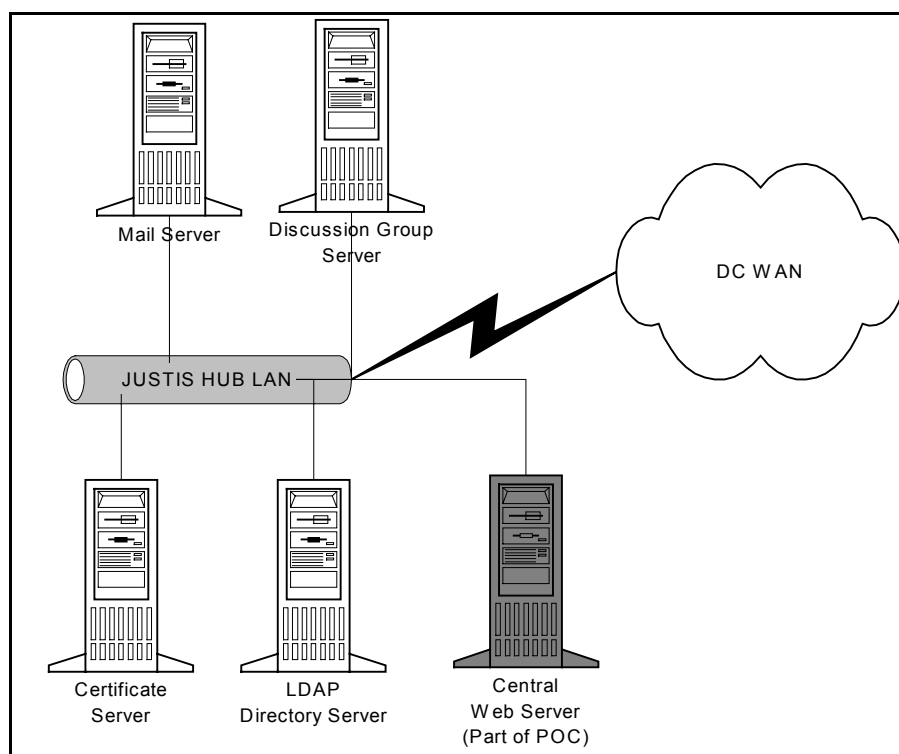 Mail Server
Discussion Group
Server
DC WAN
JUSTIS HUB LAN
Certificate
Server
LDAP
Directory Server
Central
Web Server
(Part of POC)